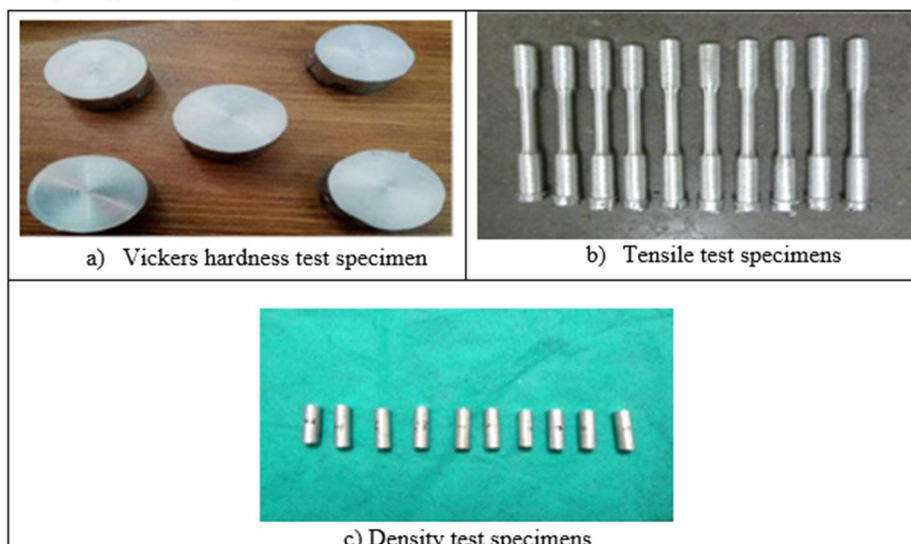 a) Vickers hardness test specimen
b) Tensile test specimens
c) Density test specimens